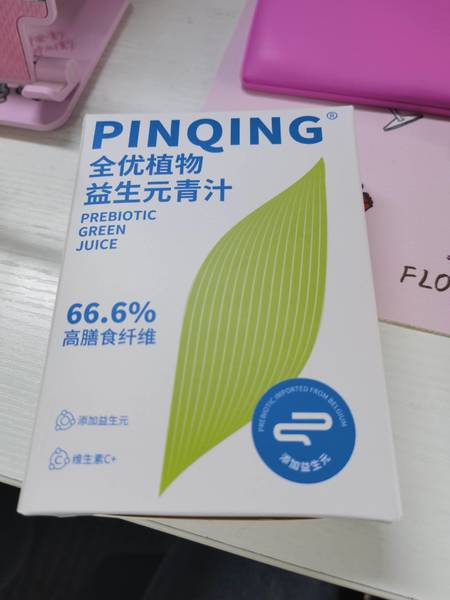 PINQING®
全优植物
益生元青汁
PREBIOTIC
GREEN
JUICE
66.6%
高膳食纤维
添加益生元
C 维生素C+
PREBIOTIC IMPORTED FROM BELGIUM
添加益生元
FLO